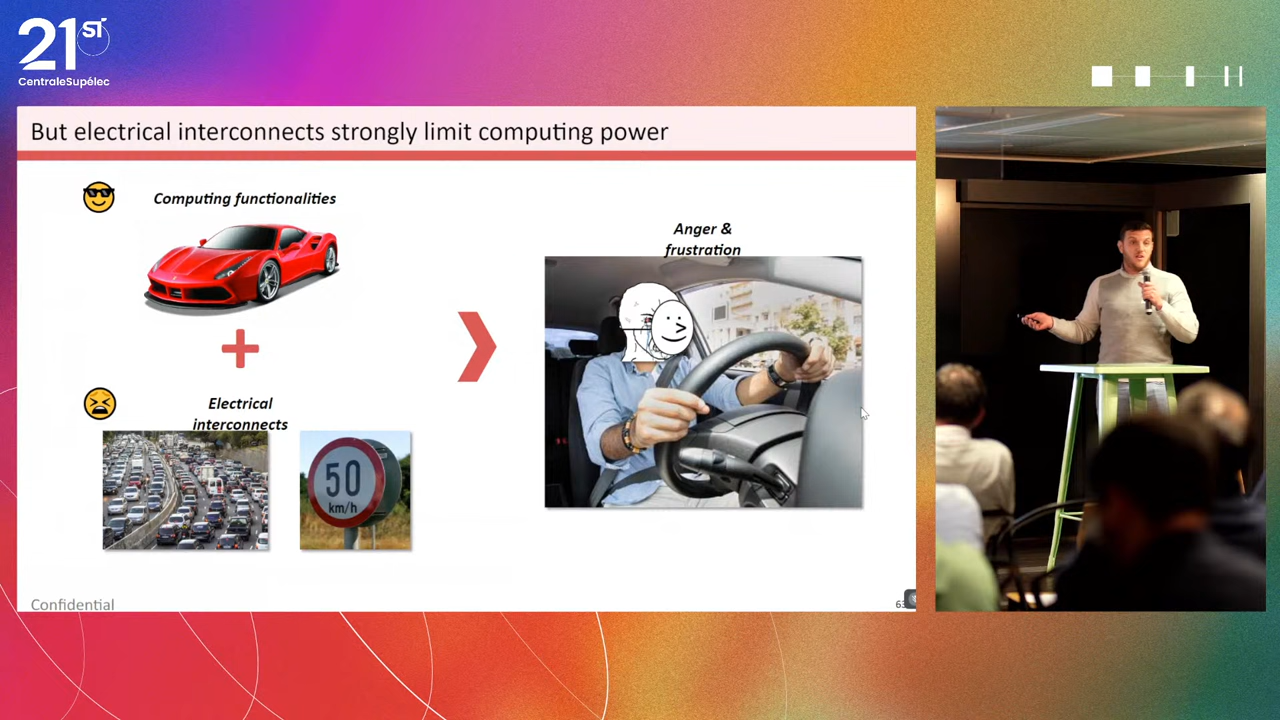 21st
CentraleSupélec
But electrical interconnects strongly limit computing power
Computing functionalities
Anger &
frustration
Electrical
interconnects
50
km/h
Confidential